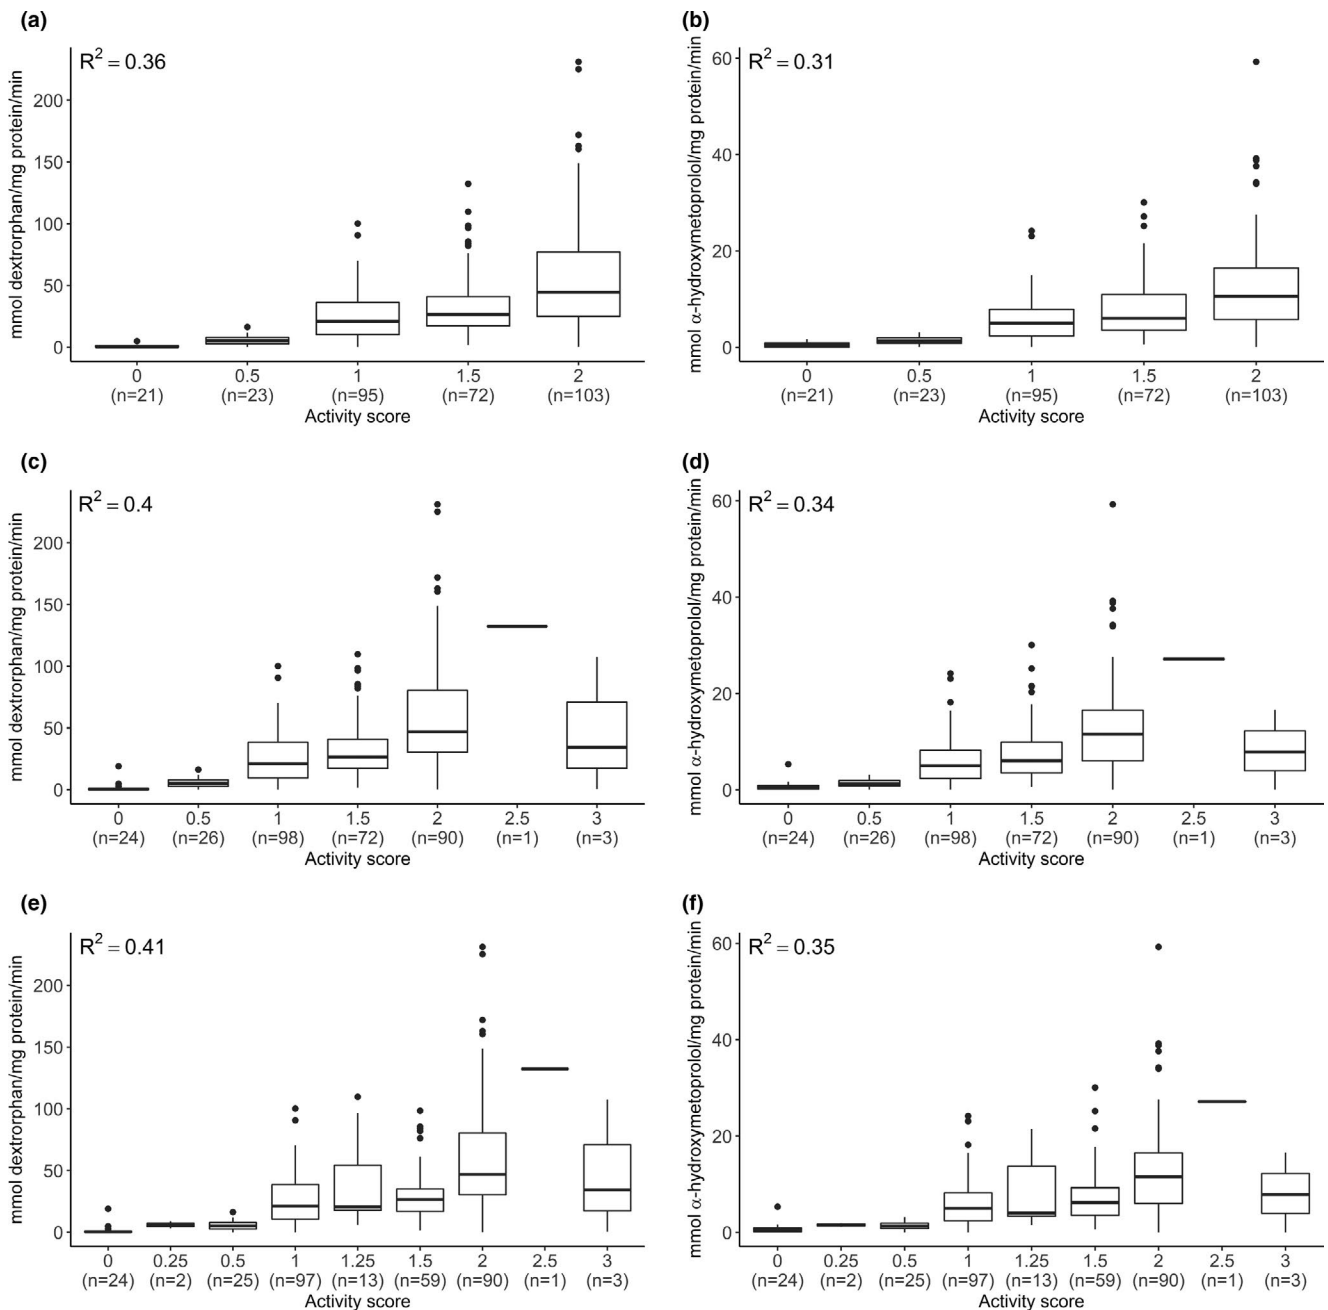 (a)
R² = 0.36
mmol dextrorphan/mg protein/min
200
150
100
50
0
0 0.5 1 1.5 2
(n=21) (n=23) (n=95) (n=72) (n=103)
Activity score
(b)
R² = 0.31
mmol α-hydroxymetoprolol/mg protein/min
60
40
20
0
0 0.5 1 1.5 2
(n=21) (n=23) (n=95) (n=72) (n=103)
Activity score
(c)
R² = 0.4
mmol dextrorphan/mg protein/min
200
150
100
50
0
0 0.5 1 1.5 2 2.5 3
(n=24) (n=26) (n=98) (n=72) (n=90) (n=1) (n=3)
Activity score
(d)
R² = 0.34
mmol α-hydroxymetoprolol/mg protein/min
60
40
20
0
0 0.5 1 1.5 2 2.5 3
(n=24) (n=26) (n=98) (n=72) (n=90) (n=1) (n=3)
Activity score
(e)
R² = 0.41
mmol dextrorphan/mg protein/min
200
150
100
50
0
0 0.25 0.5 1 1.25 1.5 2 2.5 3
(n=24) (n=2) (n=25) (n=97) (n=13) (n=59) (n=90) (n=1) (n=3)
Activity score
(f)
R² = 0.35
mmol α-hydroxymetoprolol/mg protein/min
60
40
20
0
0 0.25 0.5 1 1.25 1.5 2 2.5 3
(n=24) (n=2) (n=25) (n=97) (n=13) (n=59) (n=90) (n=1) (n=3)
Activity score